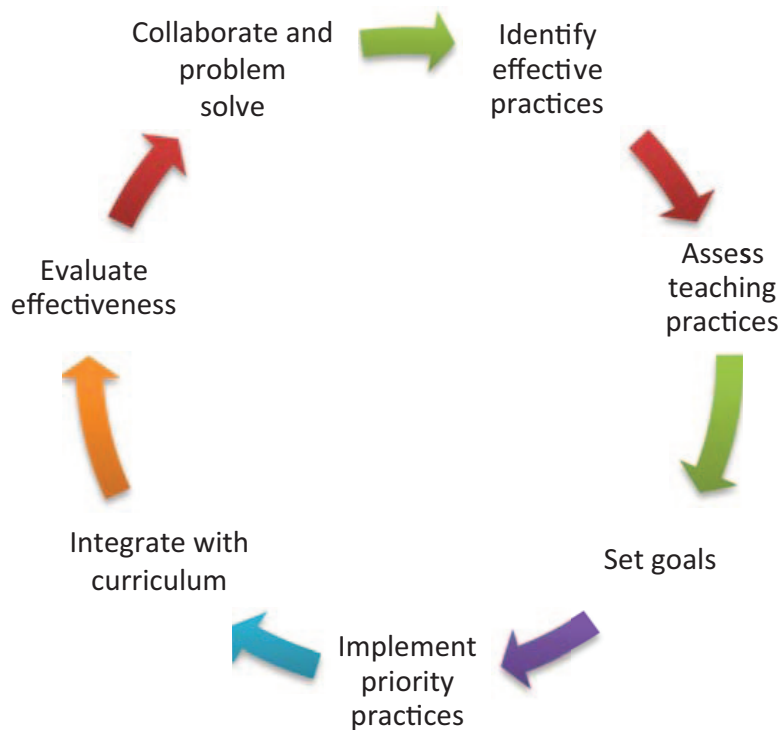 Collaborate and
problem
solve
Identify
effective
practices
Assess
teaching
practices
Set goals
Implement
priority
practices
Integrate with
curriculum
Evaluate
effectiveness